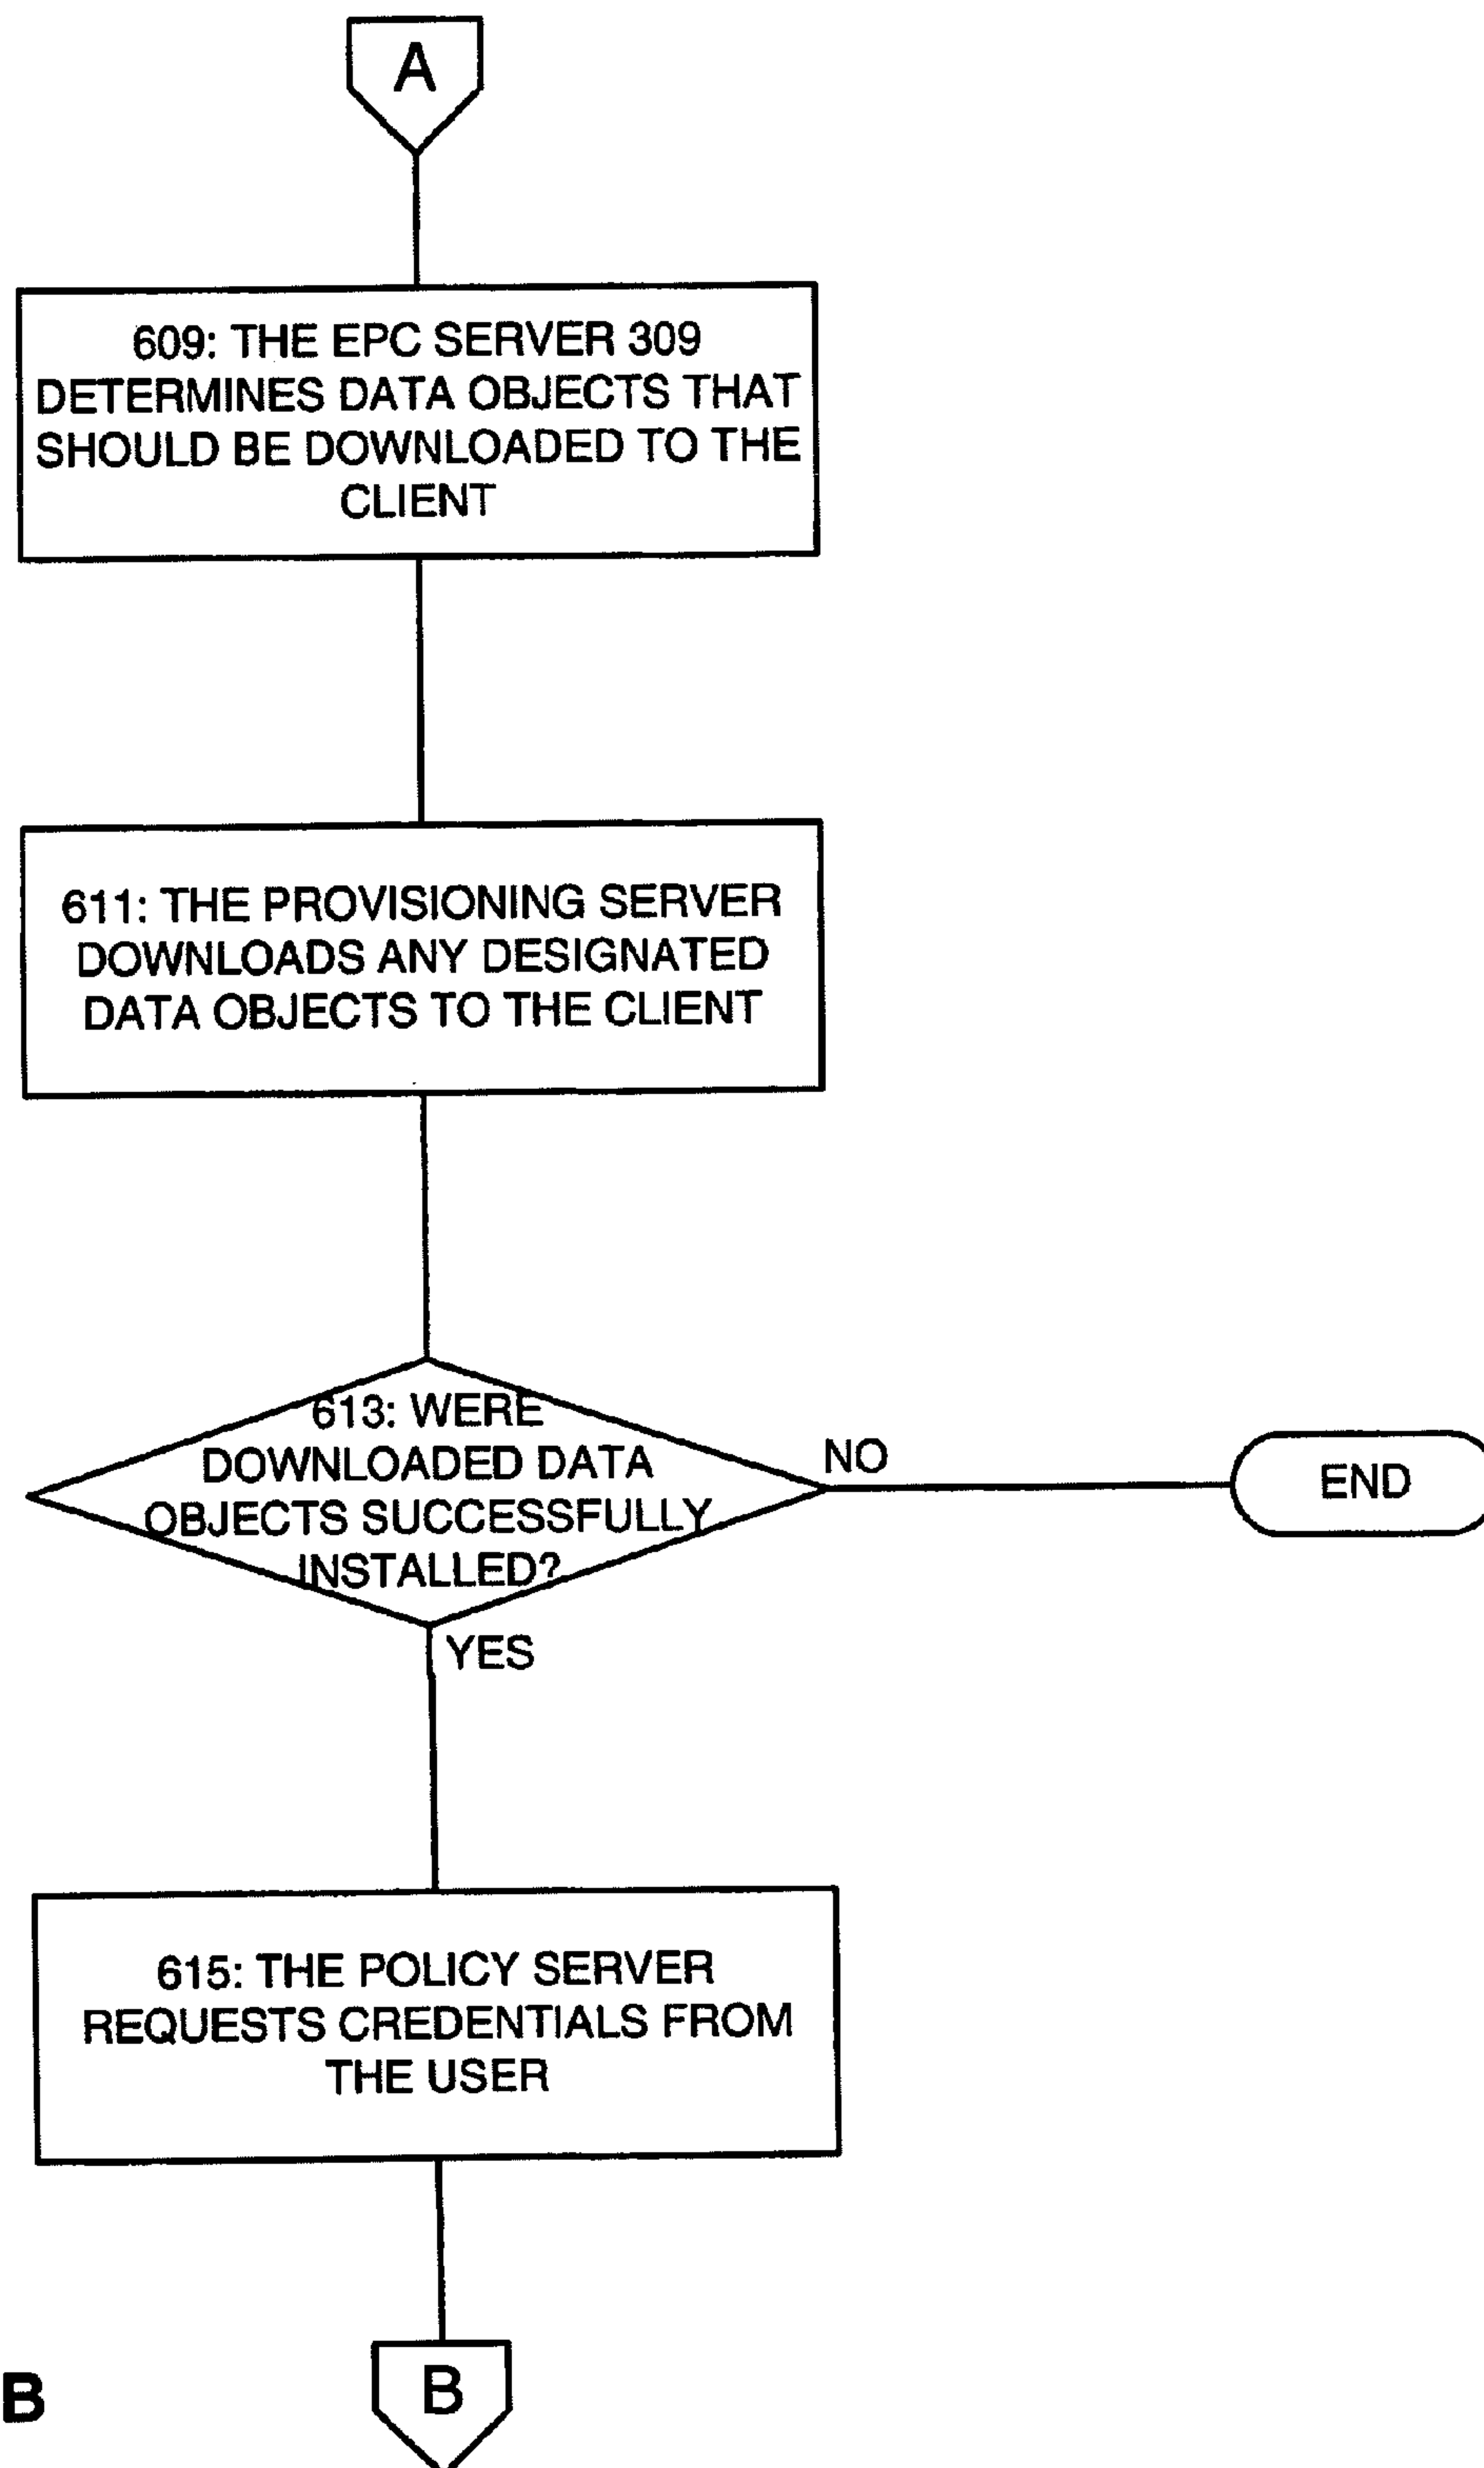 A
609: THE EPC SERVER 309
DETERMINES DATA OBJECTS THAT
SHOULD BE DOWNLOADED TO THE
CLIENT
611: THE PROVISIONING SERVER
DOWNLOADS ANY DESIGNATED
DATA OBJECTS TO THE CLIENT
613: WERE
DOWNLOADED DATA
OBJECTS SUCCESSFULLY
INSTALLED?
NO
END
YES
615: THE POLICY SERVER
REQUESTS CREDENTIALS FROM
THE USER
B
B